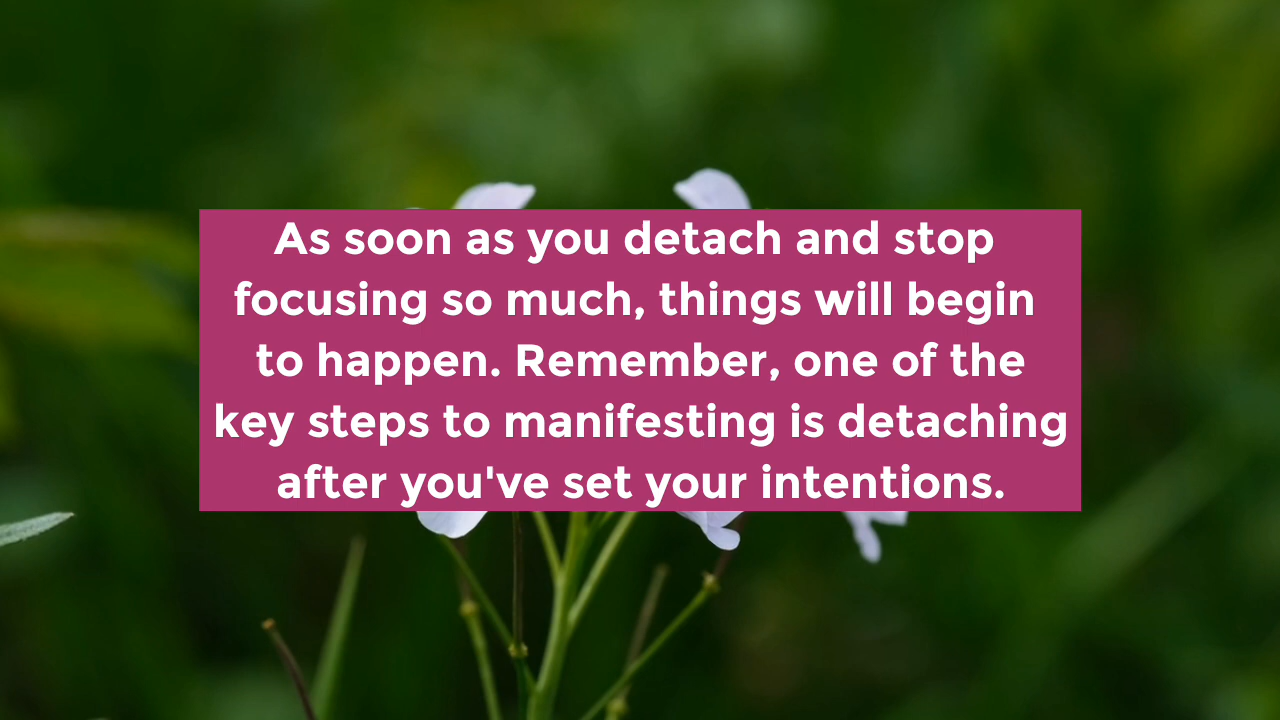 As soon as you detach and stop
focusing so much, things will begin
to happen. Remember, one of the
key steps to manifesting is detaching
after you've set your intentions.